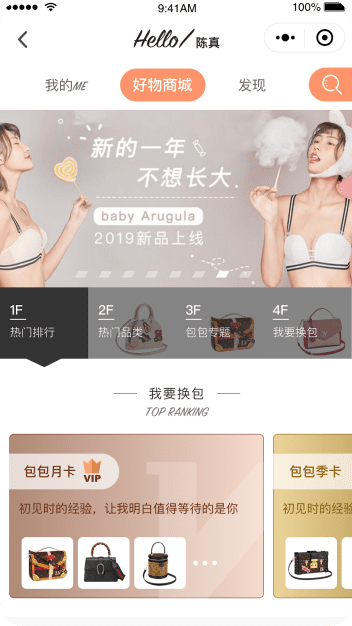 9:41AM
100%
Hello/ 陈真
我的ME
好物商城
发现
新的一年
不想长大.
baby Arugula
2019新品上线
1F
热门排行
2F
热门品类
3F
包包专题
4F
我要换包
我要换包
TOP RANKING
包包月卡
VIP
初见时的经验，让我明白值得等待的是你
包包季卡
初见时的经验